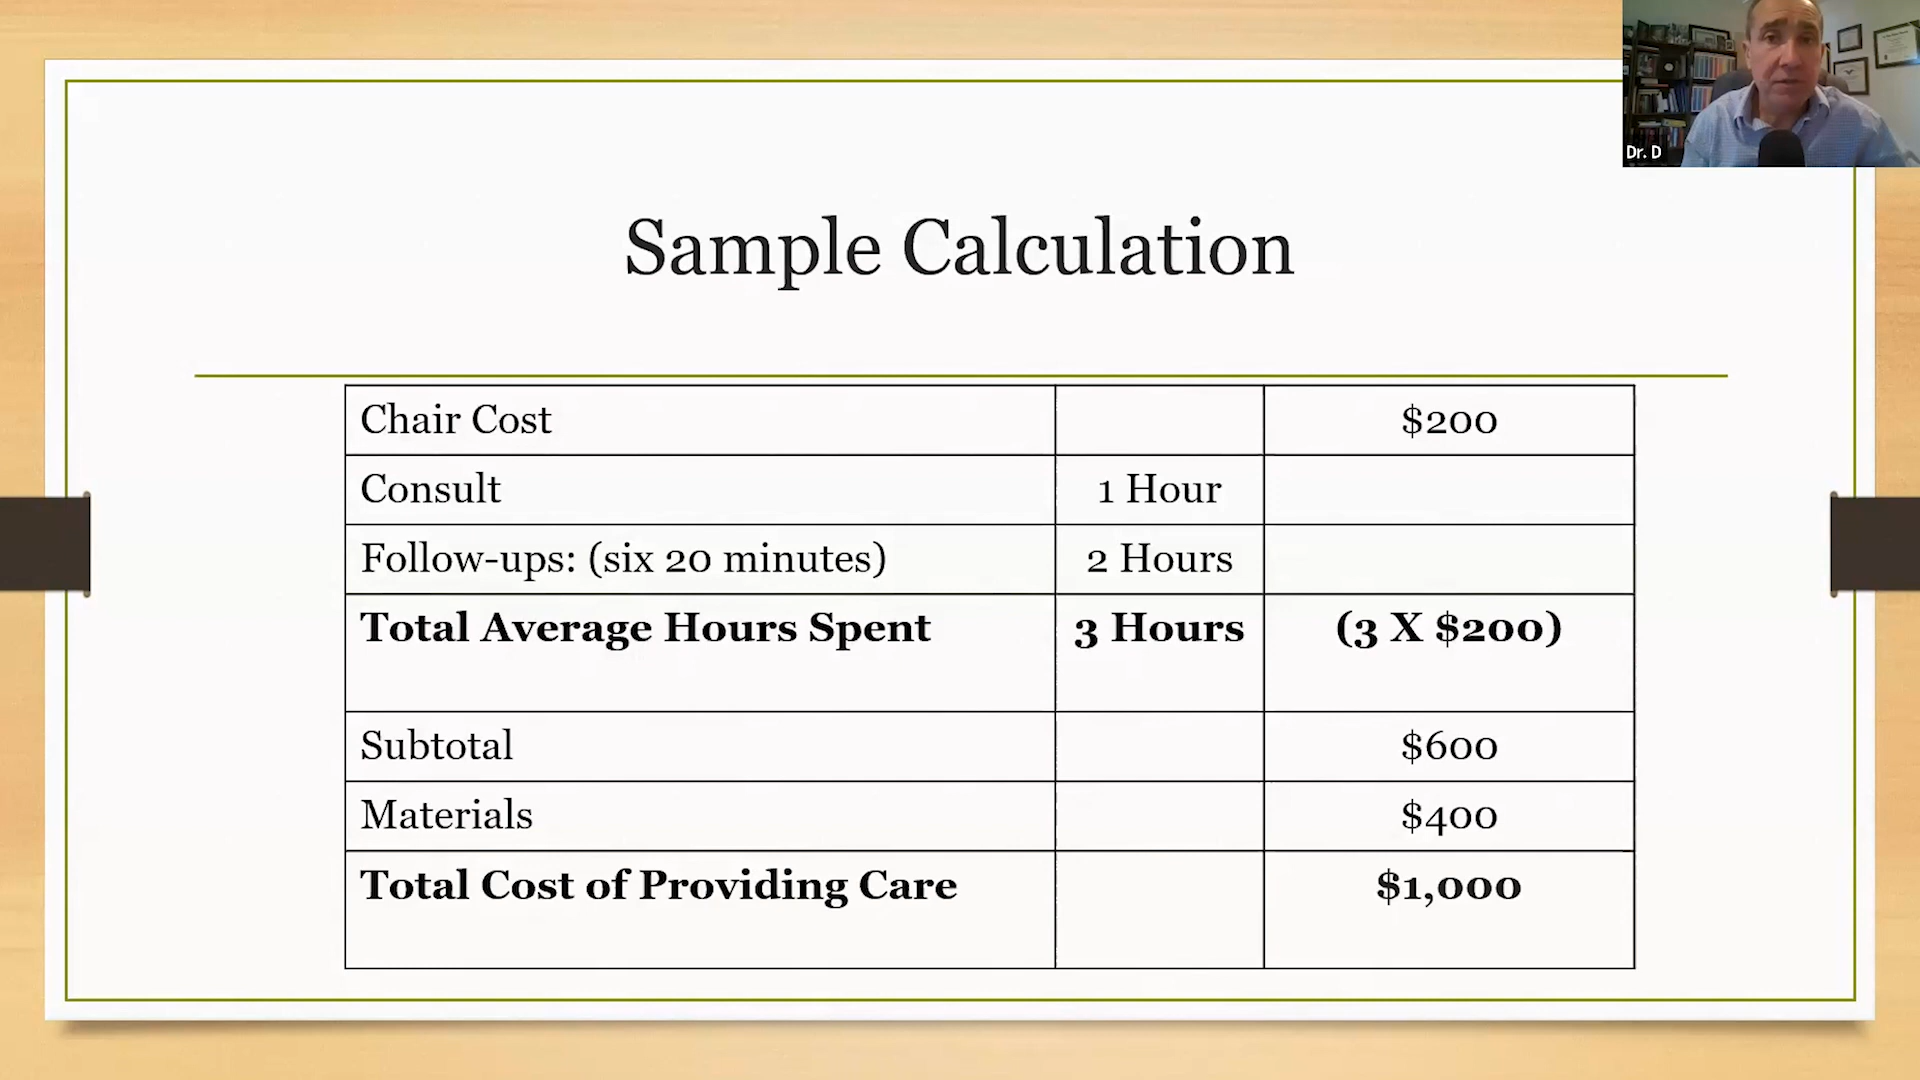 Dr. D
Sample Calculation
Chair Cost $200
Consult 1 Hour
Follow-ups: (six 20 minutes) 2 Hours
Total Average Hours Spent 3 Hours (3 X $200)
Subtotal $600
Materials $400
Total Cost of Providing Care $1,000